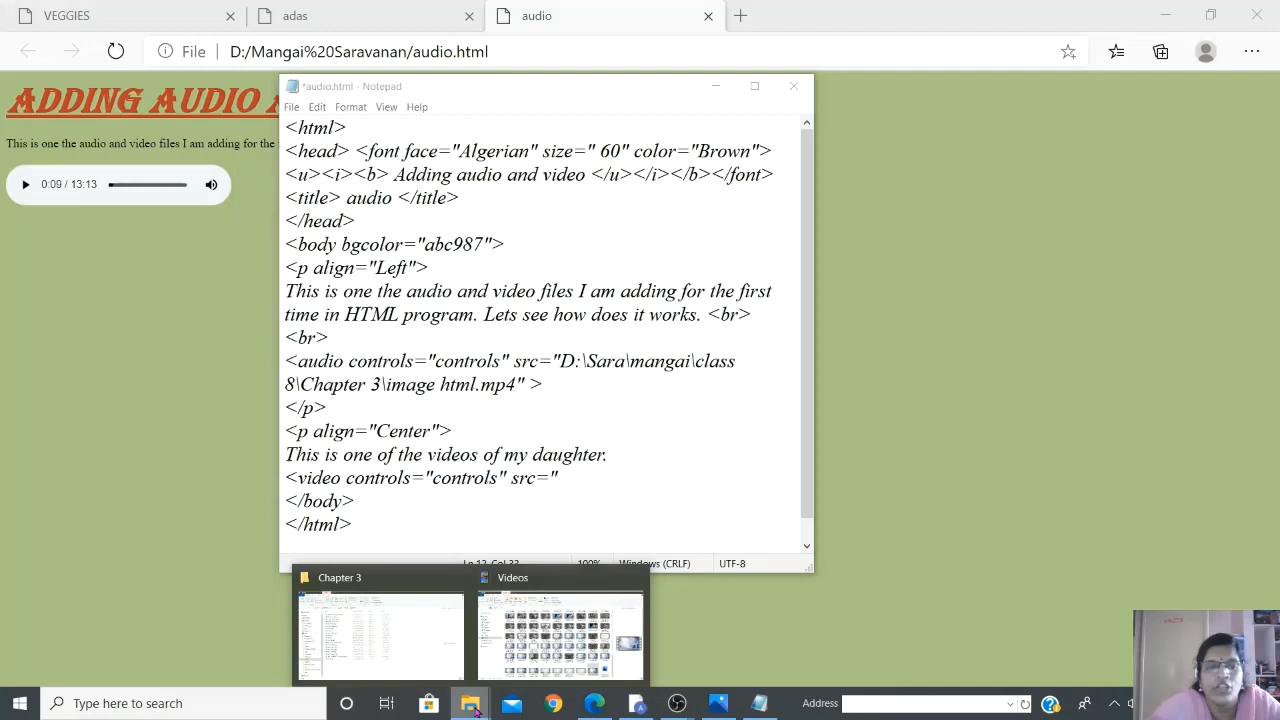 VEGGIES
adas
audio
File
D:/Mangai%20Saravanan/audio.html
ADDING AUDIO A
This is one the audio and video files I am adding for the
0:09 / 13:13
*audio.html - Notepad
File Edit Format View Help
<html>
<head> <font face="Algerian" size=" 60" color="Brown">
<u><i><b> Adding audio and video </u></i></b></font>
<title> audio </title>
</head>
<body bgcolor="abc987">
<p align="Left">
This is one the audio and video files I am adding for the first
time in HTML program. Lets see how does it works. <br>
<br>
<audio controls="controls" src="D:\Sara\mangai\class
8\Chapter 3\image html.mp4" >
</p>
<p align="Center">
This is one of the videos of my daughter.
<video controls="controls" src="
</body>
</html>
Ln 12, Col 33 100% Windows (CRLF) UTF-8
Chapter 3
Videos
Type here to search
Address